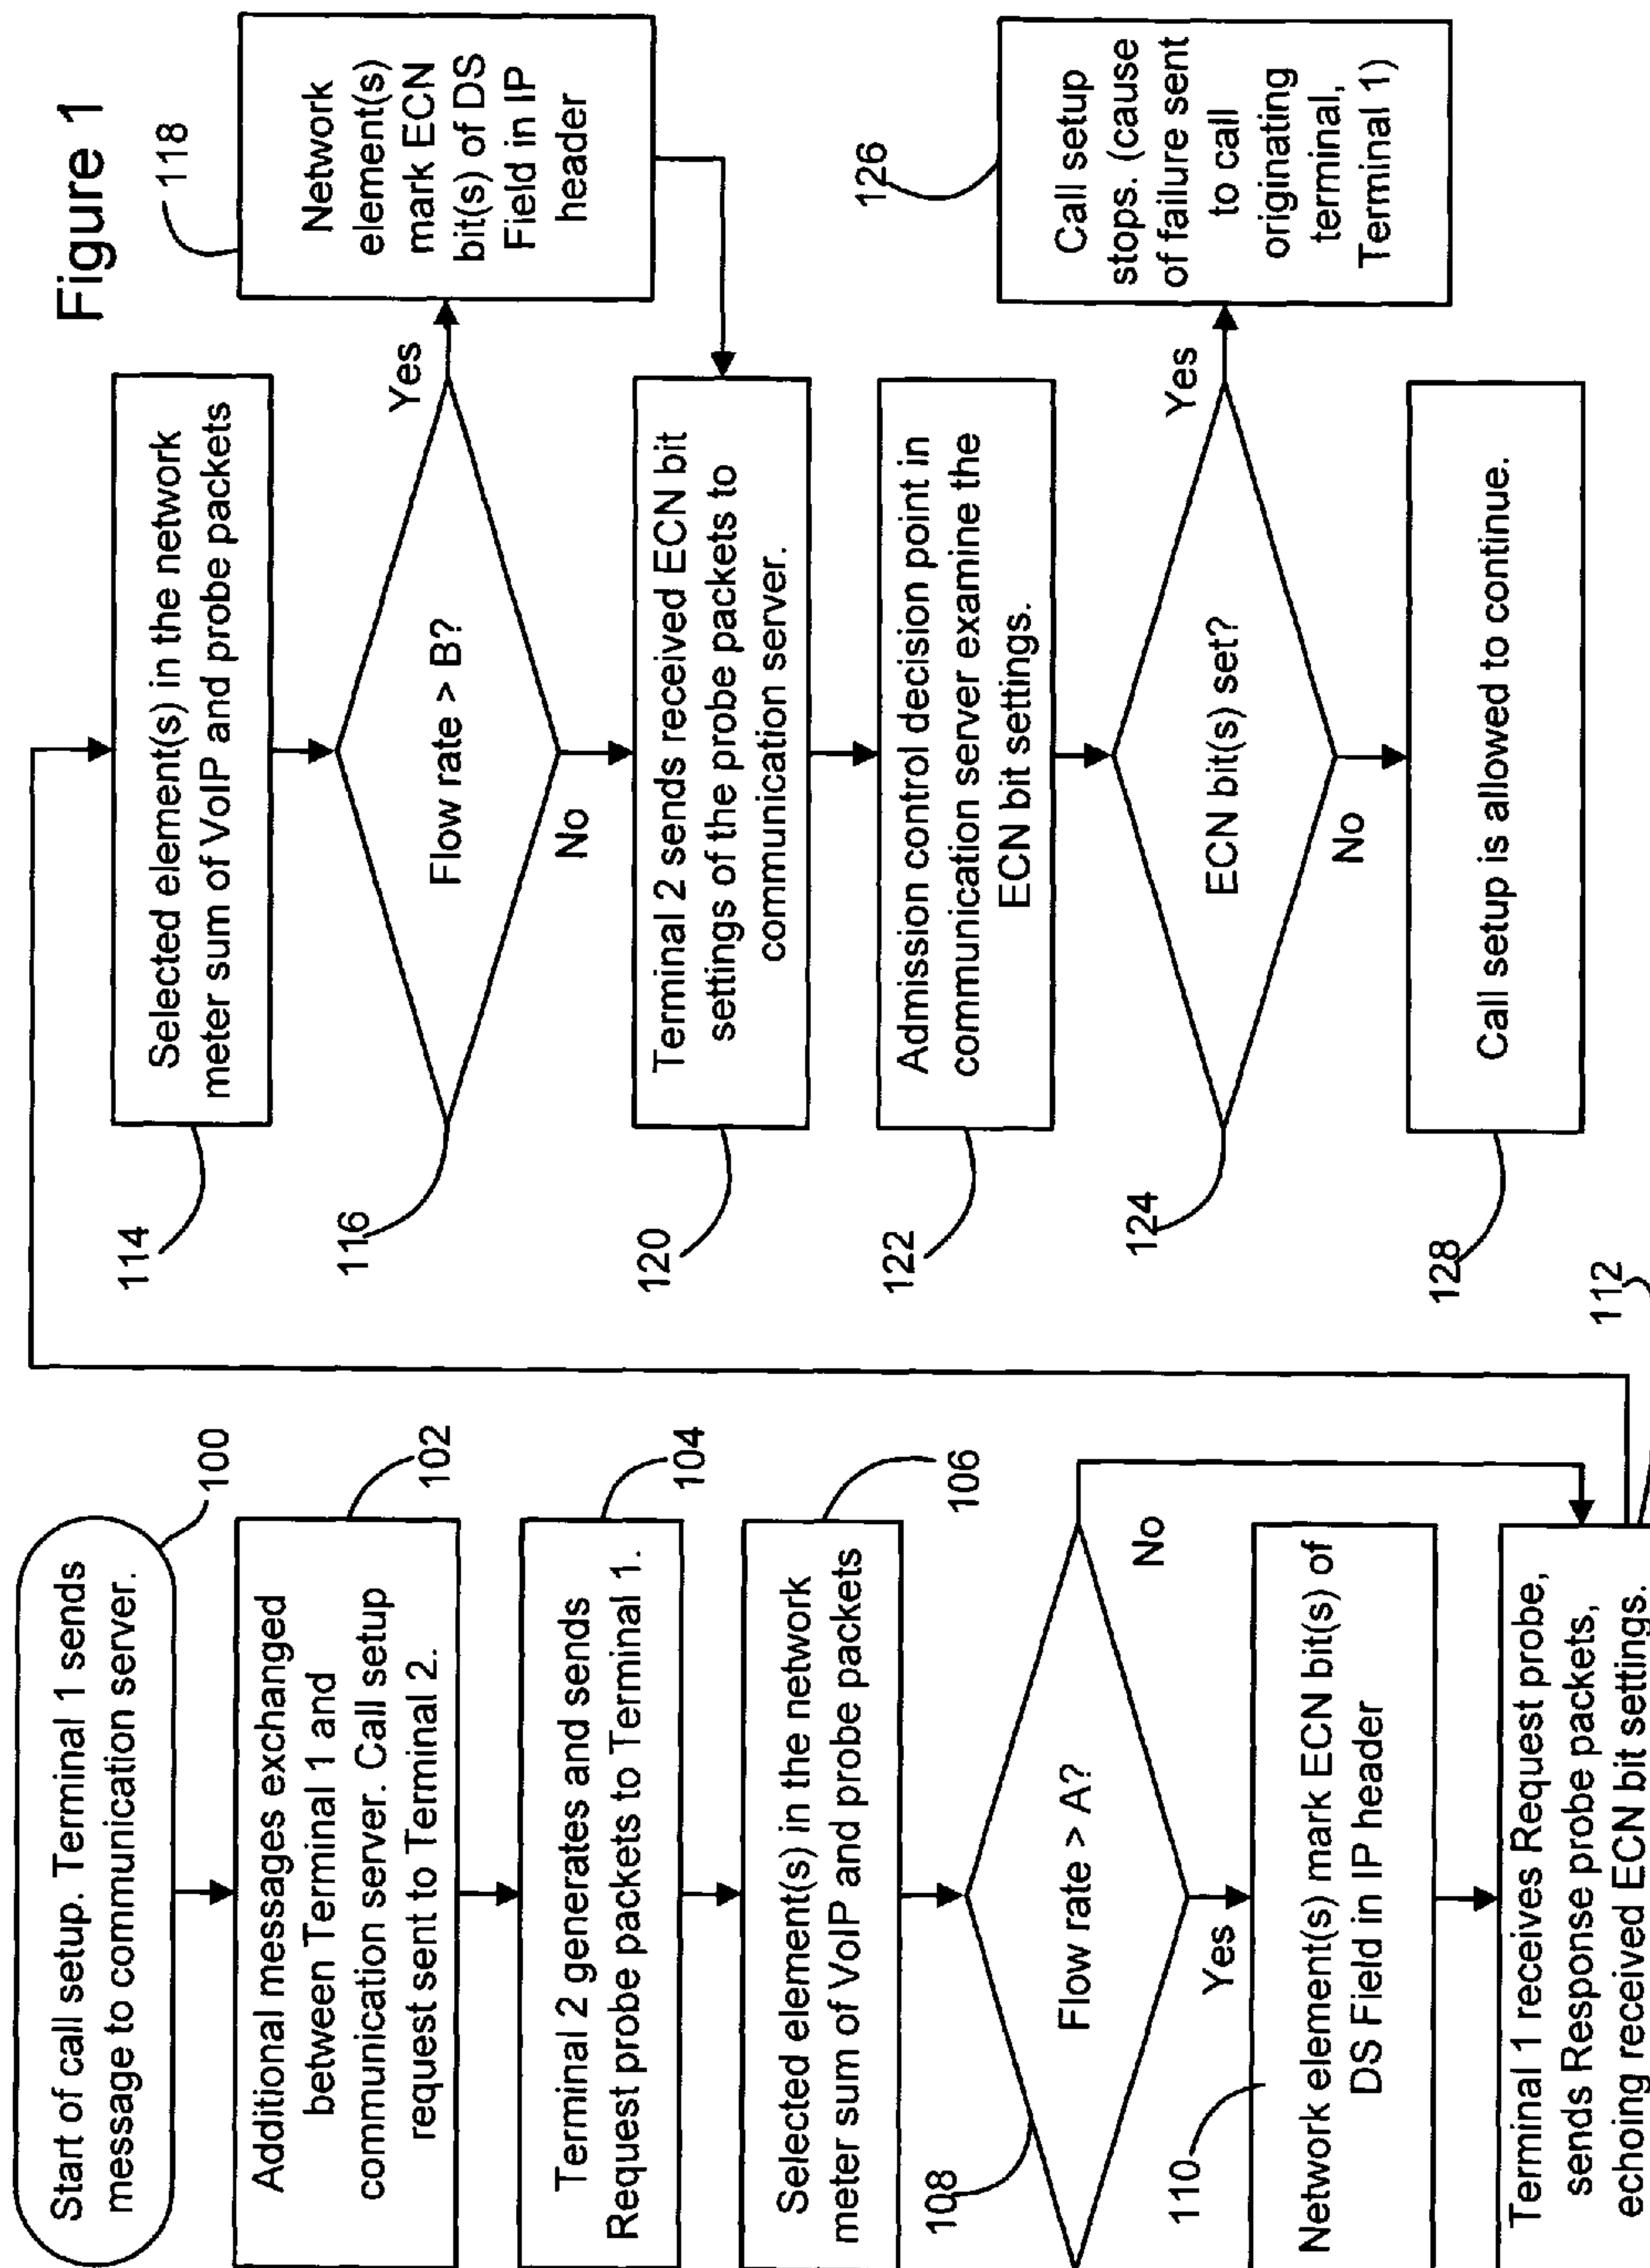 Figure 1
Start of call setup. Terminal 1 sends
message to communication server.
100
Additional messages exchanged
between Terminal 1 and
communication server. Call setup
request sent to Terminal 2.
102
Terminal 2 generates and sends
Request probe packets to Terminal 1.
104
Selected element(s) in the network
meter sum of VoIP and probe packets
106
Flow rate > A?
108
No
Yes
Network element(s) mark ECN bit(s) of
DS Field in IP header
110
Terminal 1 receives Request probe,
sends Response probe packets,
echoing received ECN bit settings.
112
Selected element(s) in the network
meter sum of VoIP and probe packets
114
Flow rate > B?
116
Yes
No
Network
element(s)
mark ECN
bit(s) of DS
Field in IP
header
118
Terminal 2 sends received ECN bit
settings of the probe packets to
communication server.
120
Admission control decision point in
communication server examine the
ECN bit settings.
122
ECN bit(s) set?
124
Yes
No
Call setup
stops. (cause
of failure sent
to call
originating
terminal,
Terminal 1)
126
Call setup is allowed to continue.
128